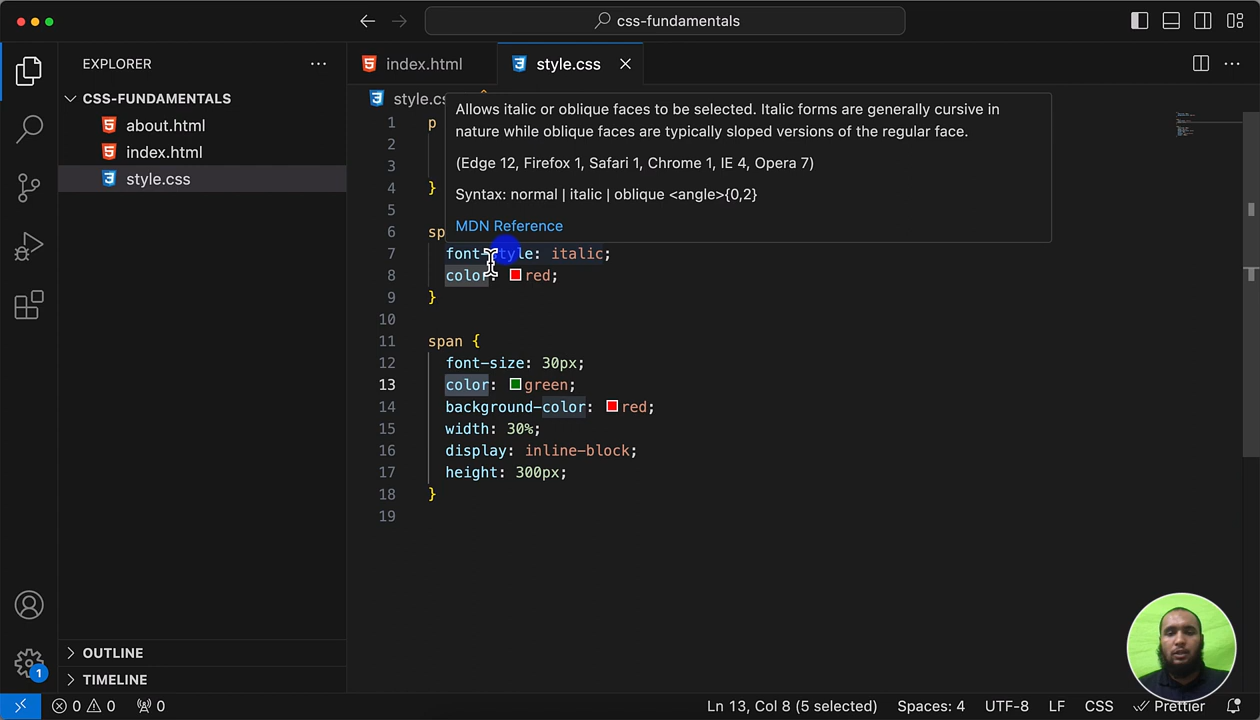 css-fundamentals
EXPLORER
index.html
style.css
CSS-FUNDAMENTALS
about.html
index.html
style.css
style.cs
Allows italic or oblique faces to be selected. Italic forms are generally cursive in
nature while oblique faces are typically sloped versions of the regular face.
(Edge 12, Firefox 1, Safari 1, Chrome 1, IE 4, Opera 7)
Syntax: normal | italic | oblique <angle>{0,2}
MDN Reference
1 p
2
3
4 }
5
6 sp
7 font-style: italic;
8 color: red;
9 }
10
11 span {
12 font-size: 30px;
13 color: green;
14 background-color: red;
15 width: 30%;
16 display: inline-block;
17 height: 300px;
18 }
19
OUTLINE
TIMELINE
1
0 0 0
Ln 13, Col 8 (5 selected)
Spaces: 4
UTF-8
LF
CSS
Prettier